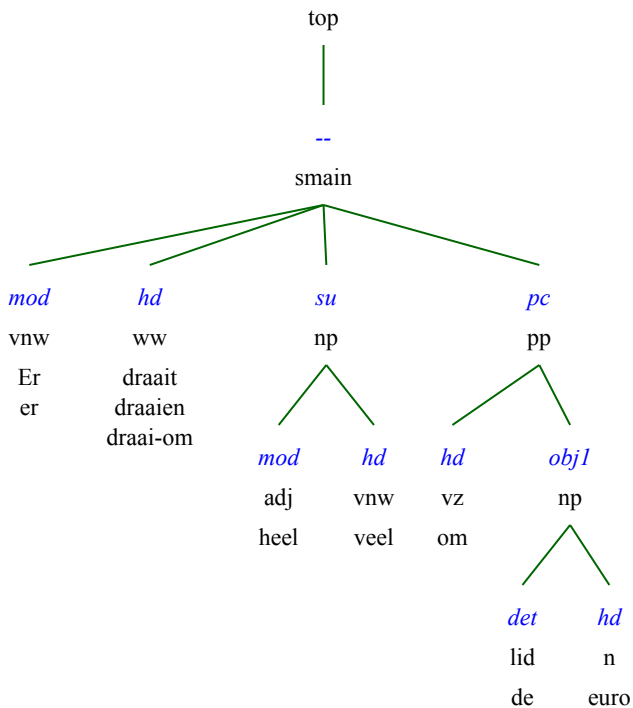 top
--
smain
mod hd su pc
vnw ww np pp
Er draait
er draaien
draai-om
mod hd hd obj1
adj vnw vz np
heel veel om
det hd
lid n
de euro